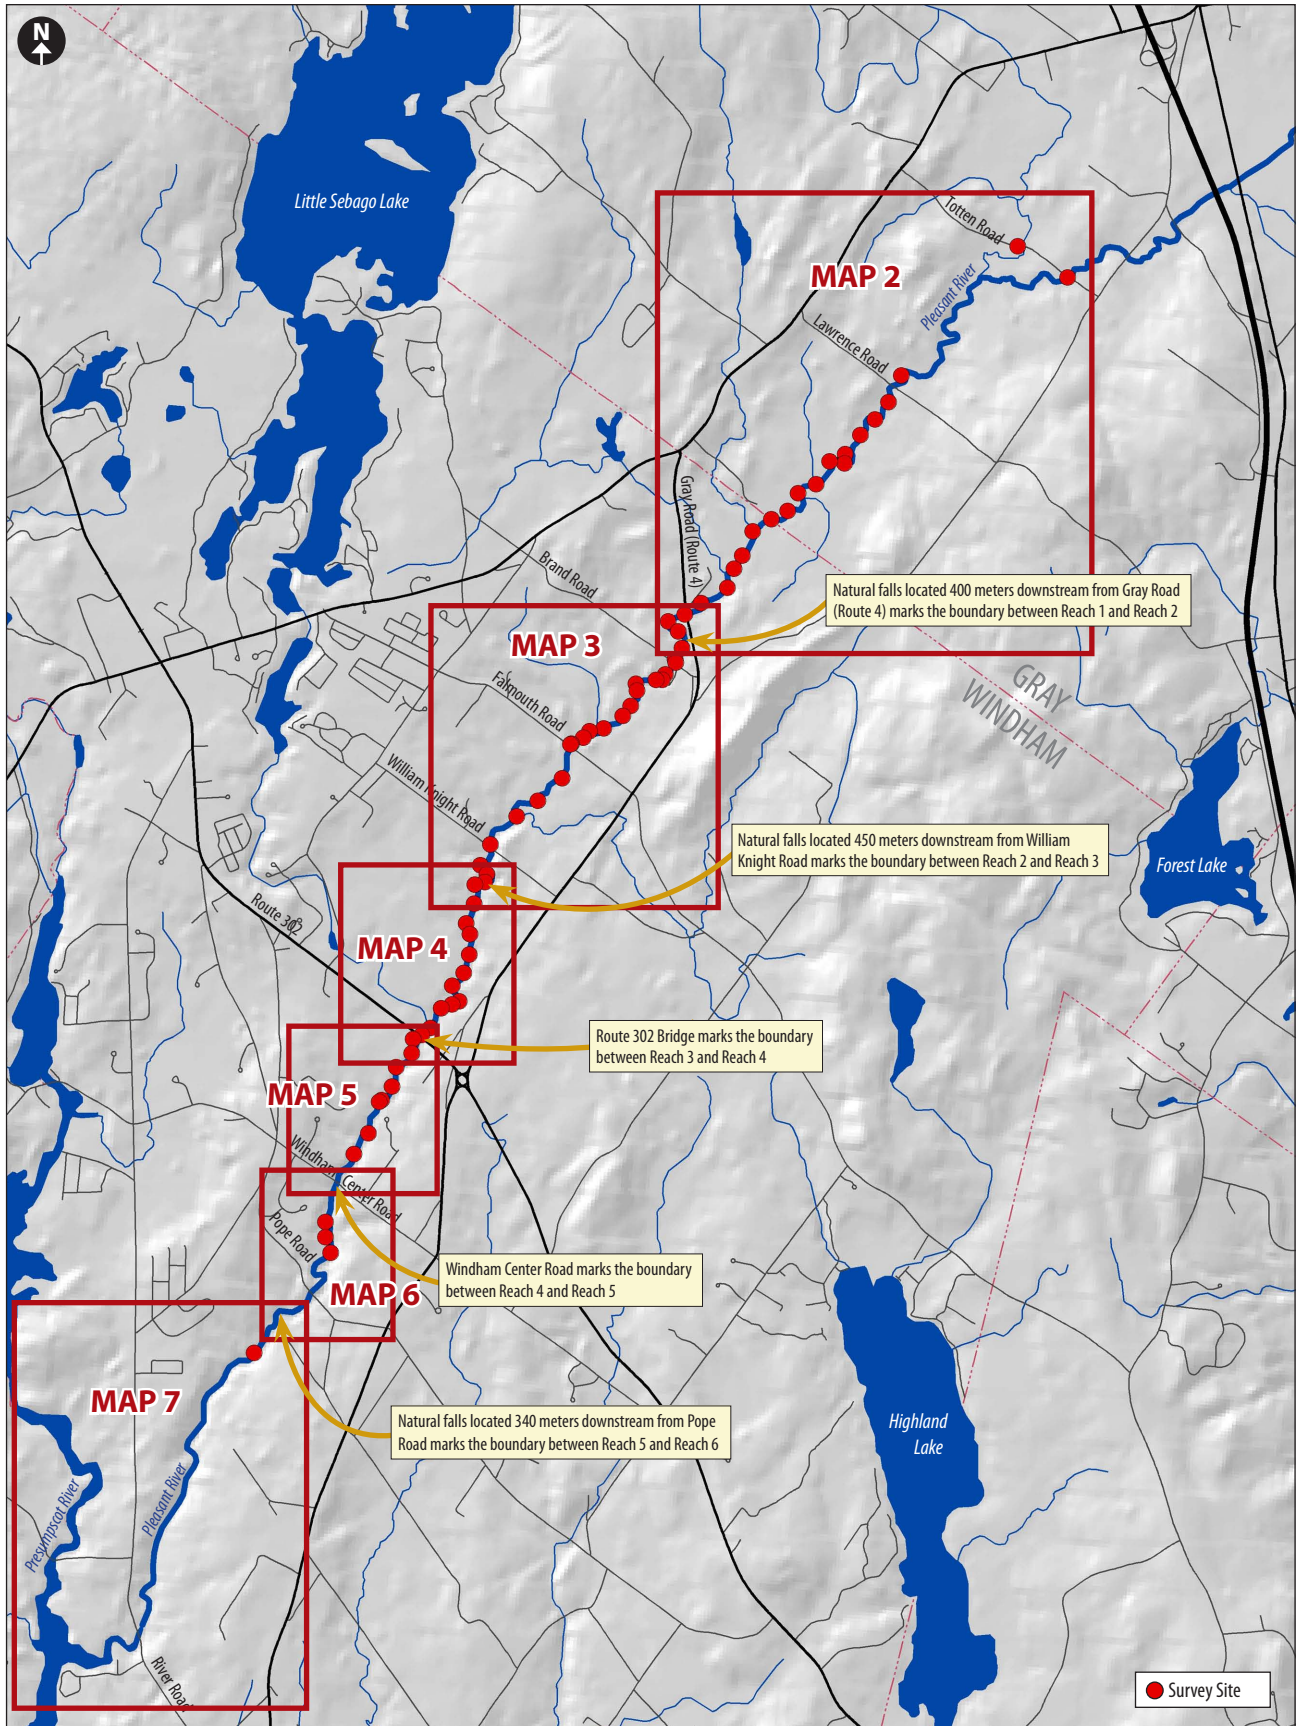 N
Little Sebago Lake
Totten Road
MAP 2
Pleasant River
Lawrence Road
Gray Road (Route 4)
Brand Road
Natural falls located 400 meters downstream from Gray Road
(Route 4) marks the boundary between Reach 1 and Reach 2
MAP 3
GRAY
WINDHAM
Falmouth Road
William Knight Road
Natural falls located 450 meters downstream from William
Knight Road marks the boundary between Reach 2 and Reach 3
Forest Lake
Route 302
MAP 4
Route 302 Bridge marks the boundary
between Reach 3 and Reach 4
MAP 5
Windham Center Road
Pope Road
Windham Center Road marks the boundary
between Reach 4 and Reach 5
MAP 6
MAP 7
Natural falls located 340 meters downstream from Pope
Road marks the boundary between Reach 5 and Reach 6
Highland
Lake
Presumpscot River
Pleasant River
River Road
Survey Site